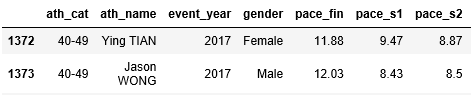 ath_cat ath_name event_year gender pace_fin pace_s1 pace_s2
1372 40-49 Ying TIAN 2017 Female 11.88 9.47 8.87
1373 40-49 Jason WONG 2017 Male 12.03 8.43 8.5